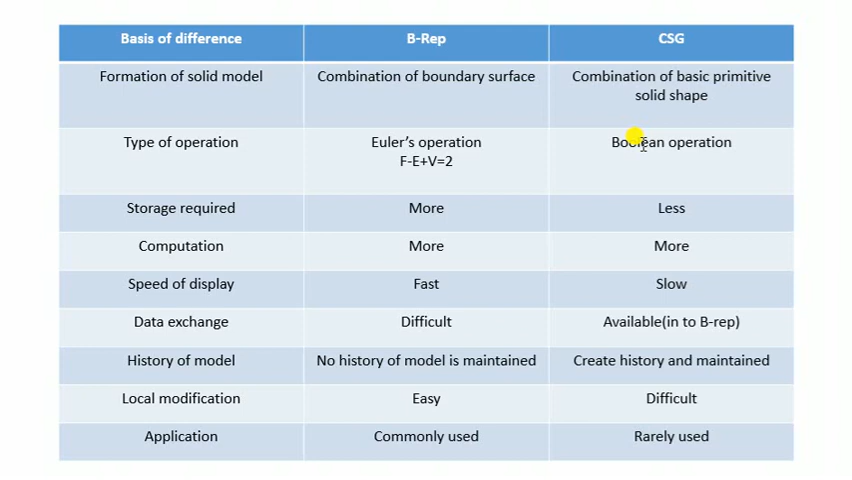 Basis of difference B-Rep CSG
Formation of solid model Combination of boundary surface Combination of basic primitive
solid shape
Type of operation Euler’s operation Boolean operation
F-E+V=2
Storage required More Less
Computation More More
Speed of display Fast Slow
Data exchange Difficult Available(in to B-rep)
History of model No history of model is maintained Create history and maintained
Local modification Easy Difficult
Application Commonly used Rarely used